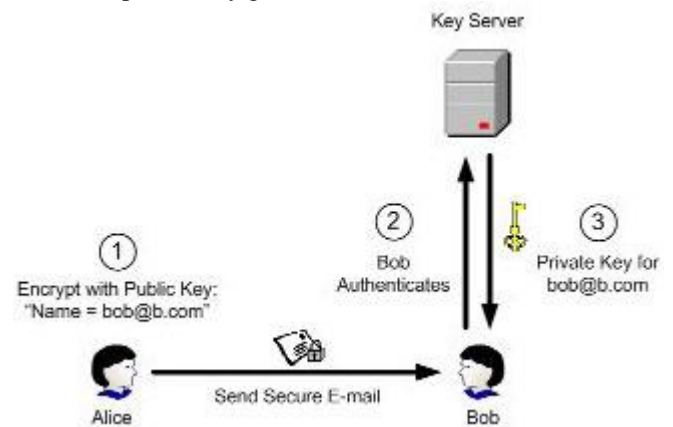 Key Server
2
Bob
Authenticates
3
Private Key for
bob@b.com
1
Encrypt with Public Key:
"Name = bob@b.com"
Send Secure E-mail
Alice
Bob